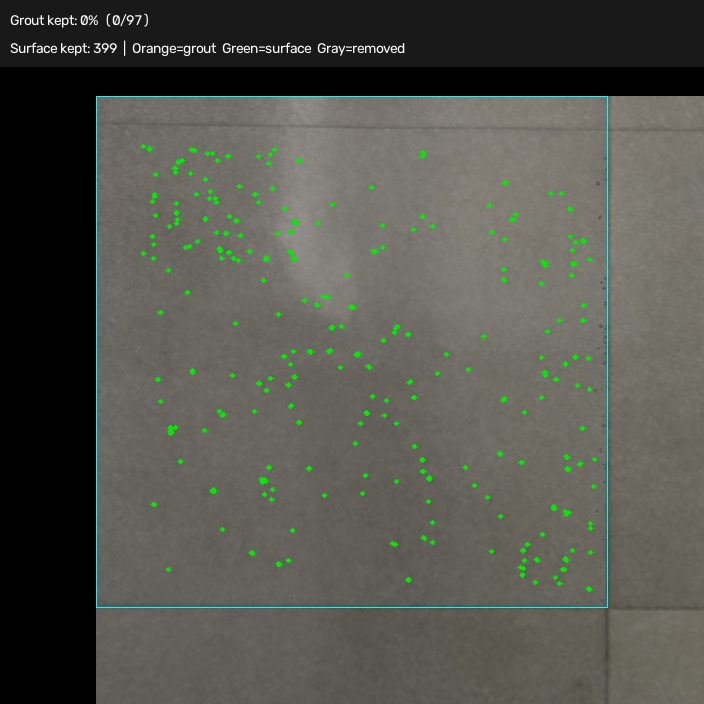 Grout kept: 0% (0/97)
Surface kept: 399 | Orange=grout Green=surface Gray=removed